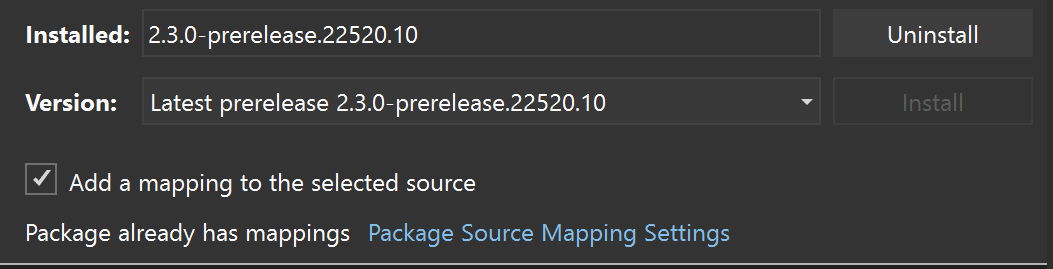 Installed: 2.3.0-prerelease.22520.10 Uninstall
Version: Latest prerelease 2.3.0-prerelease.22520.10 Install
Add a mapping to the selected source
Package already has mappings Package Source Mapping Settings